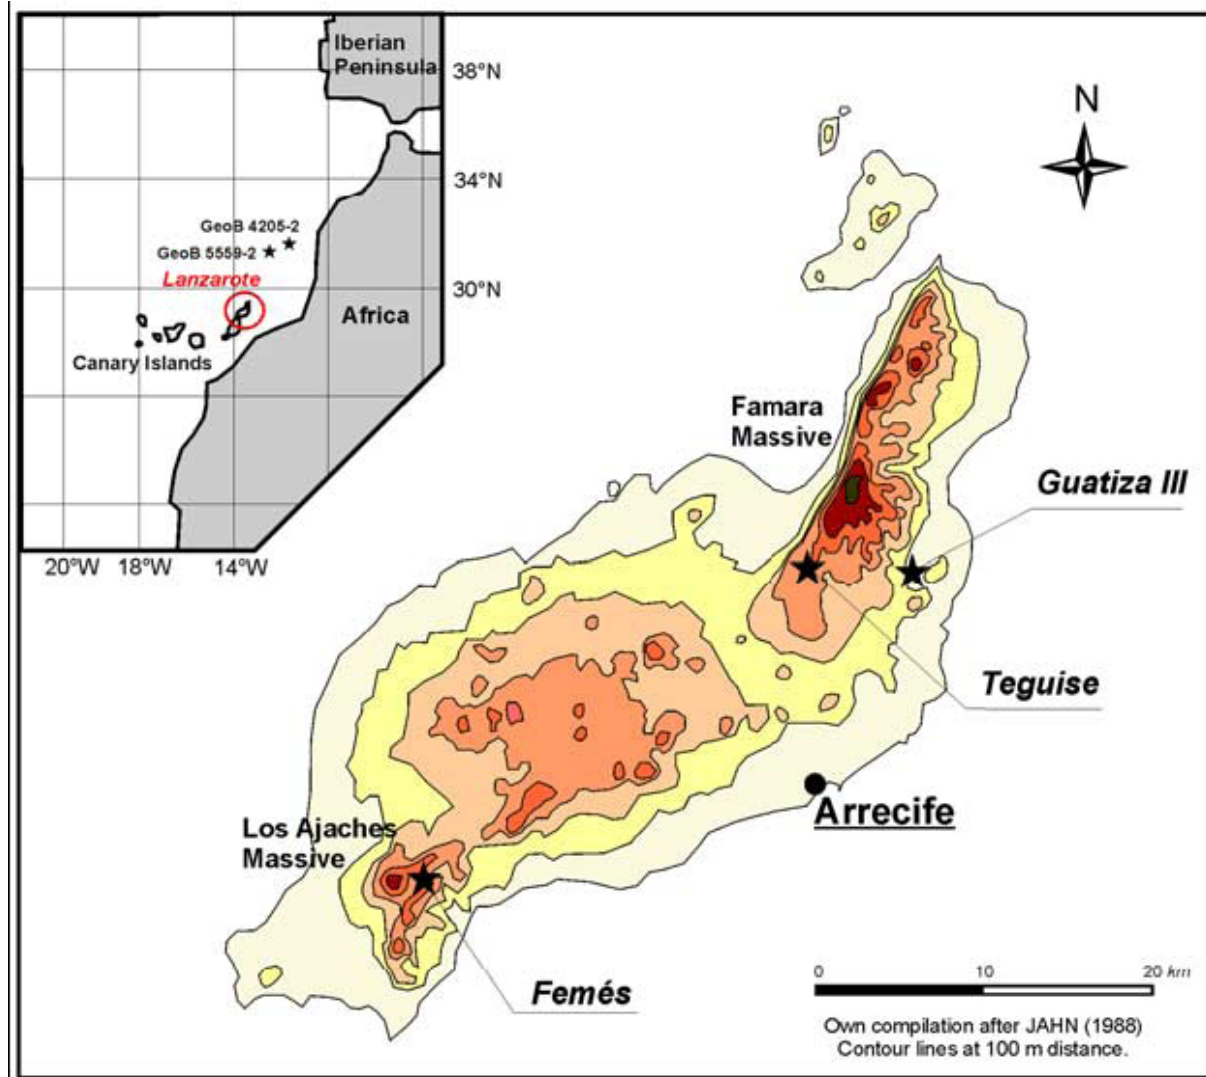 Iberian
Peninsula
38°N
N
34°N
GeoB 4205-2
GeoB 5559-2
Lanzarote
30°N
Africa
Canary Islands
Famara
Massive
Guatiza III
20°W
18°W
14°W
Teguise
Arrecife
Los Ajaches
Massive
Femés
0
10
20 km
Own compilation after JAHN (1988)
Contour lines at 100 m distance.